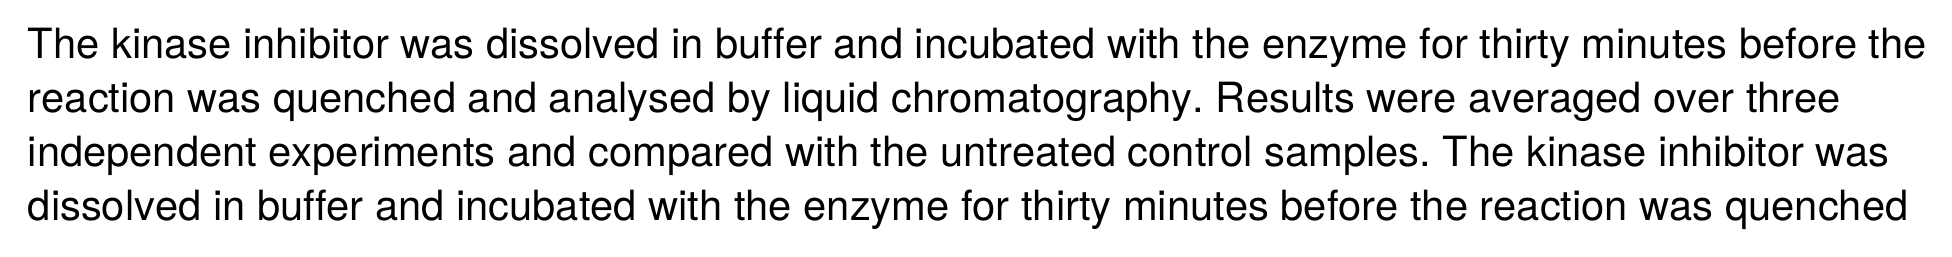 The kinase inhibitor was dissolved in buffer and incubated with the enzyme for thirty minutes before the
reaction was quenched and analysed by liquid chromatography. Results were averaged over three
independent experiments and compared with the untreated control samples. The kinase inhibitor was
dissolved in buffer and incubated with the enzyme for thirty minutes before the reaction was quenched